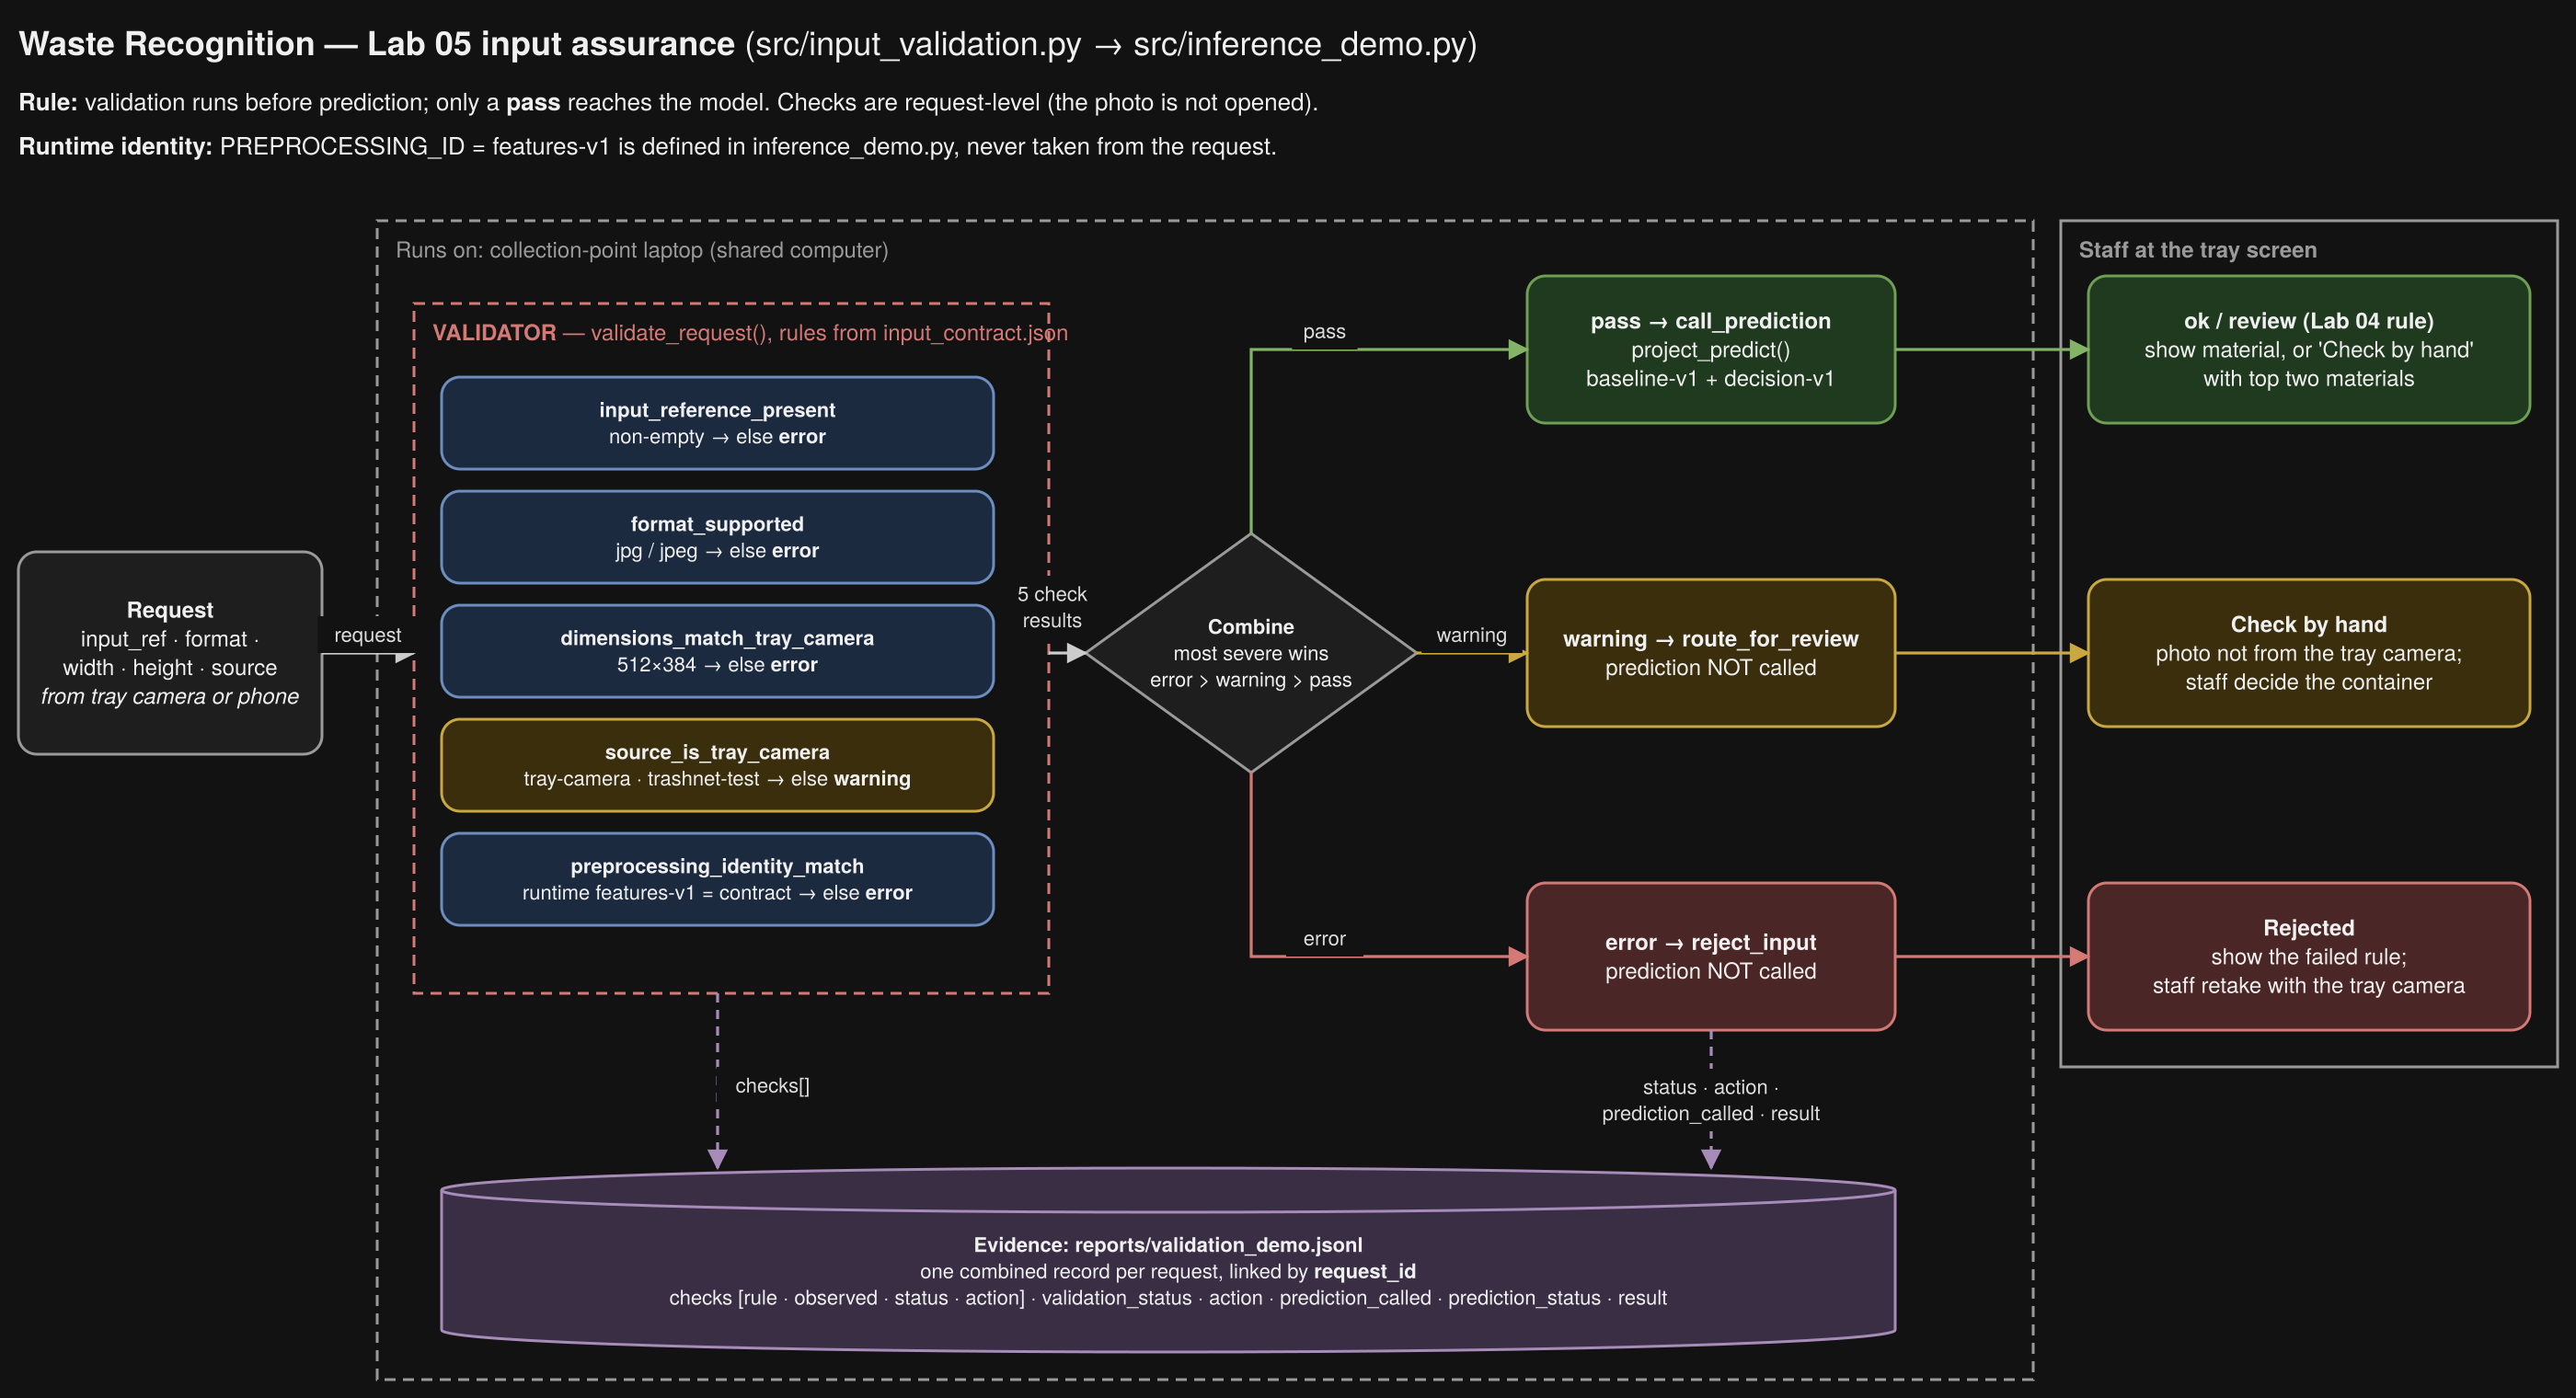 Waste Recognition — Lab 05 input assurance (src/input_validation.py → src/inference_demo.py)
Rule: validation runs before prediction; only a pass reaches the model. Checks are request-level (the photo is not opened).
Runtime identity: PREPROCESSING_ID = features-v1 is defined in inference_demo.py, never taken from the request.
Request
input_ref · format ·
width · height · source
from tray camera or phone
request
Runs on: collection-point laptop (shared computer)
VALIDATOR — validate_request(), rules from input_contract.json
input_reference_present
non-empty → else error
format_supported
jpg / jpeg → else error
dimensions_match_tray_camera
512×384 → else error
source_is_tray_camera
tray-camera · trashnet-test → else warning
preprocessing_identity_match
runtime features-v1 = contract → else error
5 check
results
Combine
most severe wins
error > warning > pass
pass
warning
error
pass → call_prediction
project_predict()
baseline-v1 + decision-v1
warning → route_for_review
prediction NOT called
error → reject_input
prediction NOT called
Staff at the tray screen
ok / review (Lab 04 rule)
show material, or 'Check by hand'
with top two materials
Check by hand
photo not from the tray camera;
staff decide the container
Rejected
show the failed rule;
staff retake with the tray camera
checks[]
status · action ·
prediction_called · result
Evidence: reports/validation_demo.jsonl
one combined record per request, linked by request_id
checks [rule · observed · status · action] · validation_status · action · prediction_called · prediction_status · result